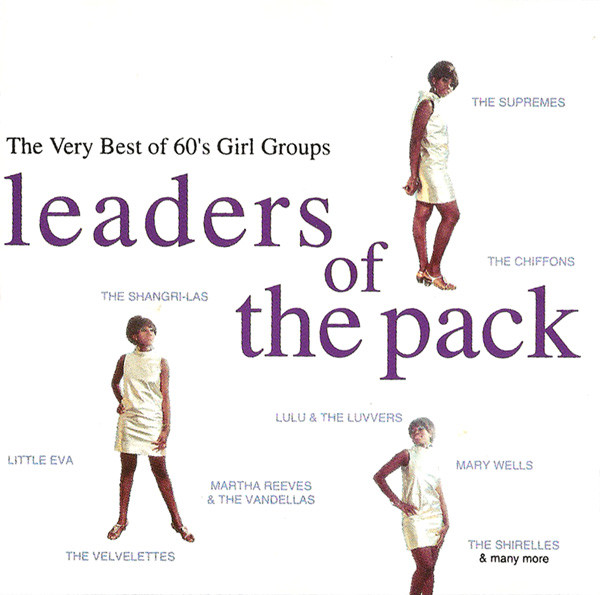 THE SUPREMES
The Very Best of 60's Girl Groups
leaders
of
the pack
THE CHIFFONS
THE SHANGRI-LAS
LULU & THE LUVVERS
LITTLE EVA
MARY WELLS
MARTHA REEVES
& THE VANDELLAS
THE VELVELETTES
THE SHIRELLES
& many more